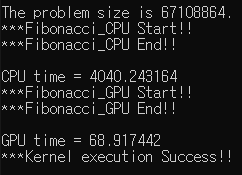 The problem size is 67108864.
***Fibonacci_CPU Start!!
***Fibonacci_CPU End!!
CPU time = 4040.243164
***Fibonacci_GPU Start!!
***Fibonacci_GPU End!!
GPU time = 68.917442
***Kernel execution Success!!